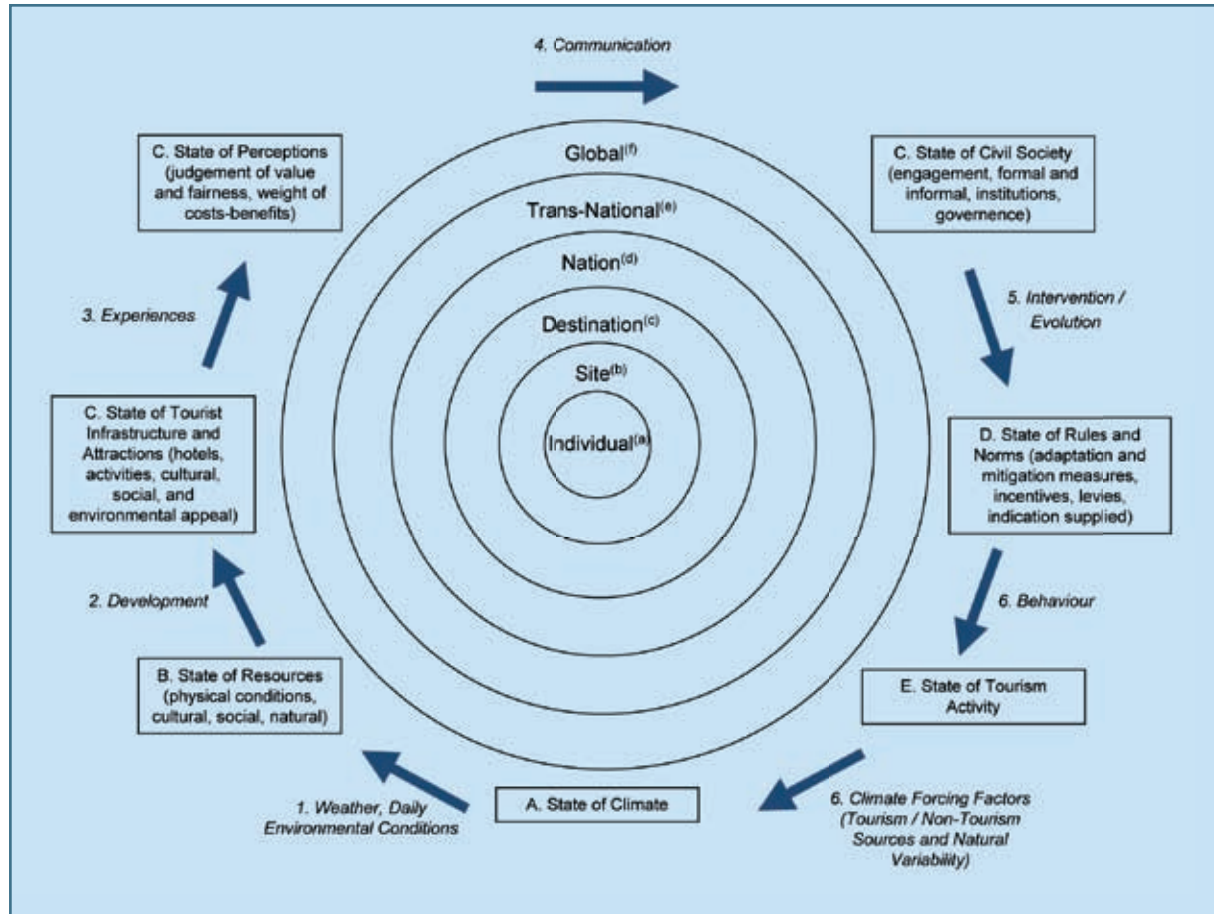 4. Communication
C. State of Perceptions
(judgement of value
and fairness, weight of
costs-benefits)
Global(f)
Trans-National(e)
Nation(d)
Destination(c)
Site(b)
Individual(a)
C. State of Civil Society
(engagement, formal and
informal, institutions,
governence)
3. Experiences
5. Intervention /
Evolution
C. State of Tourist
Infrastructure and
Attractions (hotels,
activities, cultural,
social, and
environmental appeal)
D. State of Rules and
Norms (adaptation and
mitigation measures,
incentives, levies,
indication supplied)
2. Development
6. Behaviour
B. State of Resources
(physical conditions,
cultural, social, natural)
E. State of Tourism
Activity
1. Weather, Daily
Environmental Conditions
A. State of Climate
6. Climate Forcing Factors
(Tourism / Non-Tourism
Sources and Natural
Variability)